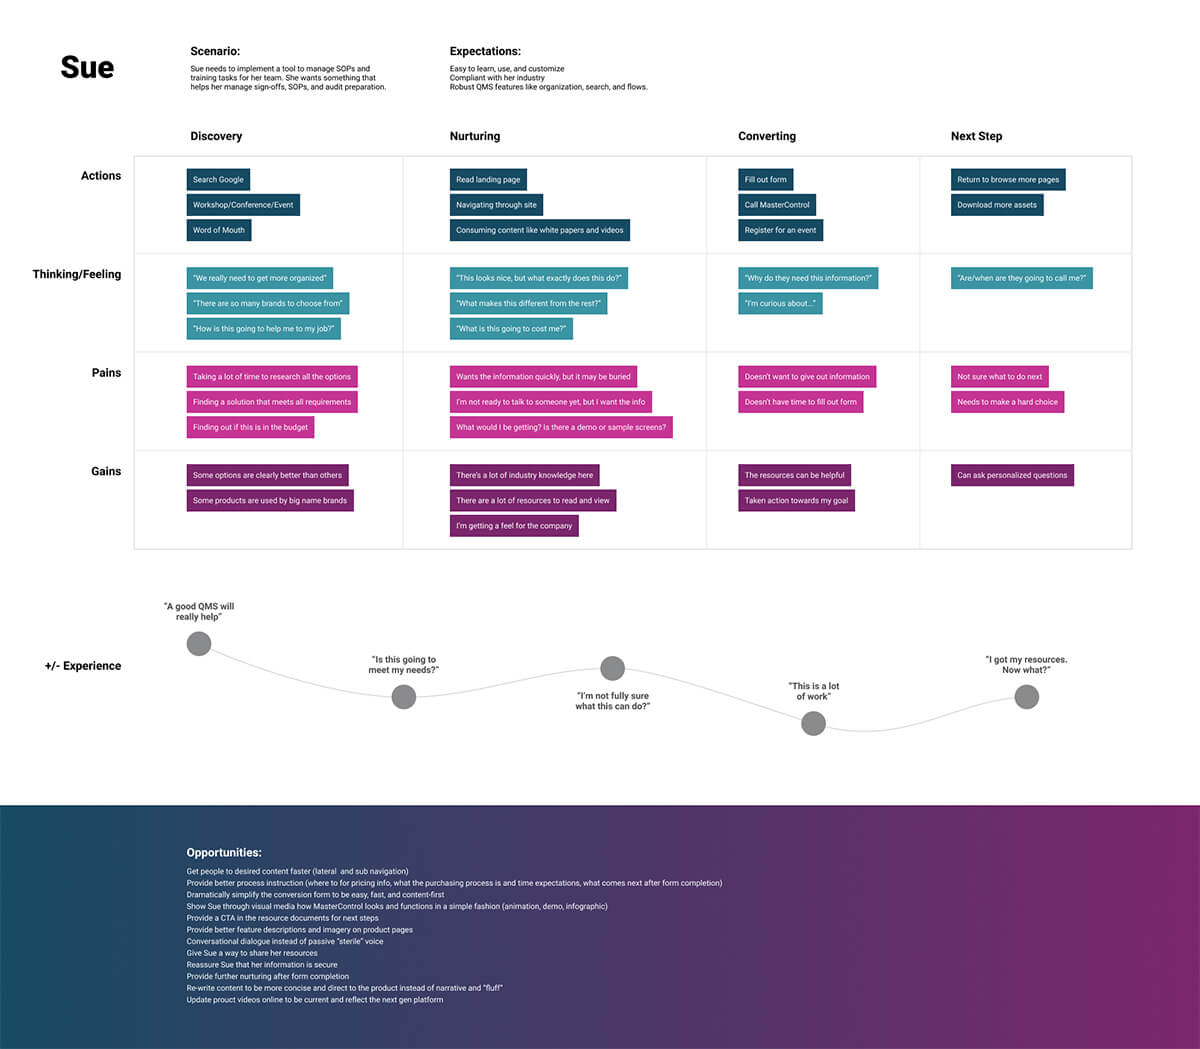 Sue
Scenario:
Sue needs to implement a tool to manage SOPs and
training tasks for her team. She wants something that
helps her manage sign-offs, SOPs, and audit preparation.
Expectations:
Easy to learn, use, and customize
Compliant with her industry
Robust QMS features like organization, search, and flows.
Discovery
Nurturing
Converting
Next Step
Actions
Search Google
Workshop/Conference/Event
Word of Mouth
Read landing page
Navigating through site
Consuming content like white papers and videos
Fill out form
Call MasterControl
Register for an event
Return to browse more pages
Download more assets
Thinking/Feeling
“We really need to get more organized”
“There are so many brands to choose from”
“How is this going to help me to my job?”
“This looks nice, but what exactly does this do?”
“What makes this different from the rest?”
“What is this going to cost me?”
“Why do they need this information?”
“I'm curious about...”
“Are/when are they going to call me?”
Pains
Taking a lot of time to research all the options
Finding a solution that meets all requirements
Finding out if this is in the budget
Wants the information quickly, but it may be buried
I'm not ready to talk to someone yet, but I want the info
What would I be getting? Is there a demo or sample screens?
Doesn't want to give out information
Doesn't have time to fill out form
Not sure what to do next
Needs to make a hard choice
Gains
Some options are clearly better than others
Some products are used by big name brands
There's a lot of industry knowledge here
There are a lot of resources to read and view
I'm getting a feel for the company
The resources can be helpful
Taken action towards my goal
Can ask personalized questions
+/- Experience
“A good QMS will
really help”
“Is this going to
meet my needs?”
“I'm not fully sure
what this can do?”
“This is a lot
of work”
“I got my resources.
Now what?”
Opportunities:
Get people to desired content faster (lateral and sub navigation)
Provide better process instruction (where to for pricing info, what the purchasing process is and time expectations, what comes next after form completion)
Dramatically simplify the conversion form to be easy, fast, and content-first
Show Sue through visual media how MasterControl looks and functions in a simple fashion (animation, demo, infographic)
Provide a CTA in the resource documents for next steps
Provide better feature descriptions and imagery on product pages
Conversational dialogue instead of passive “sterile” voice
Give Sue a way to share her resources
Reassure Sue that her information is secure
Provide further nurturing after form completion
Re-write content to be more concise and direct to the product instead of narrative and “fluff”
Update prouct videos online to be current and reflect the next gen platform